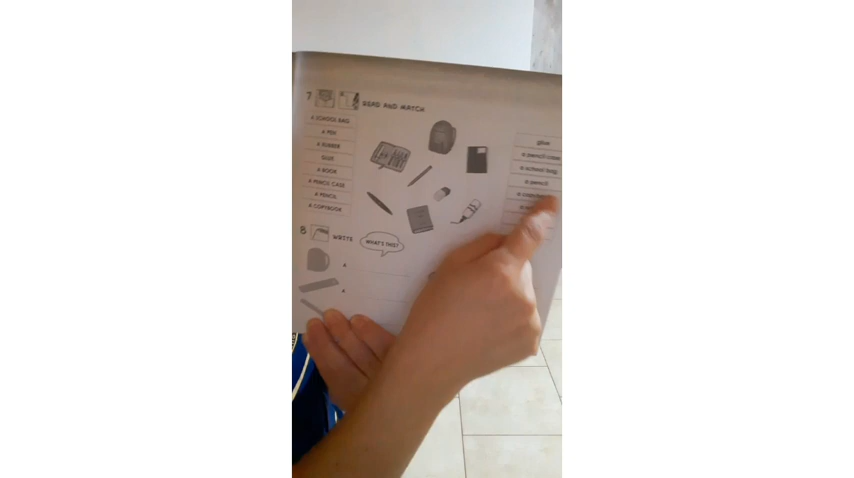 7 READ AND MATCH
A SCHOOL BAG
A PEN
A RUBBER
GLUE
A BOOK
A PENCIL CASE
A PENCIL
A COPYBOOK
glue
a pencil case
a school bag
a pencil
8 WRITE
WHAT'S THIS?
A
A